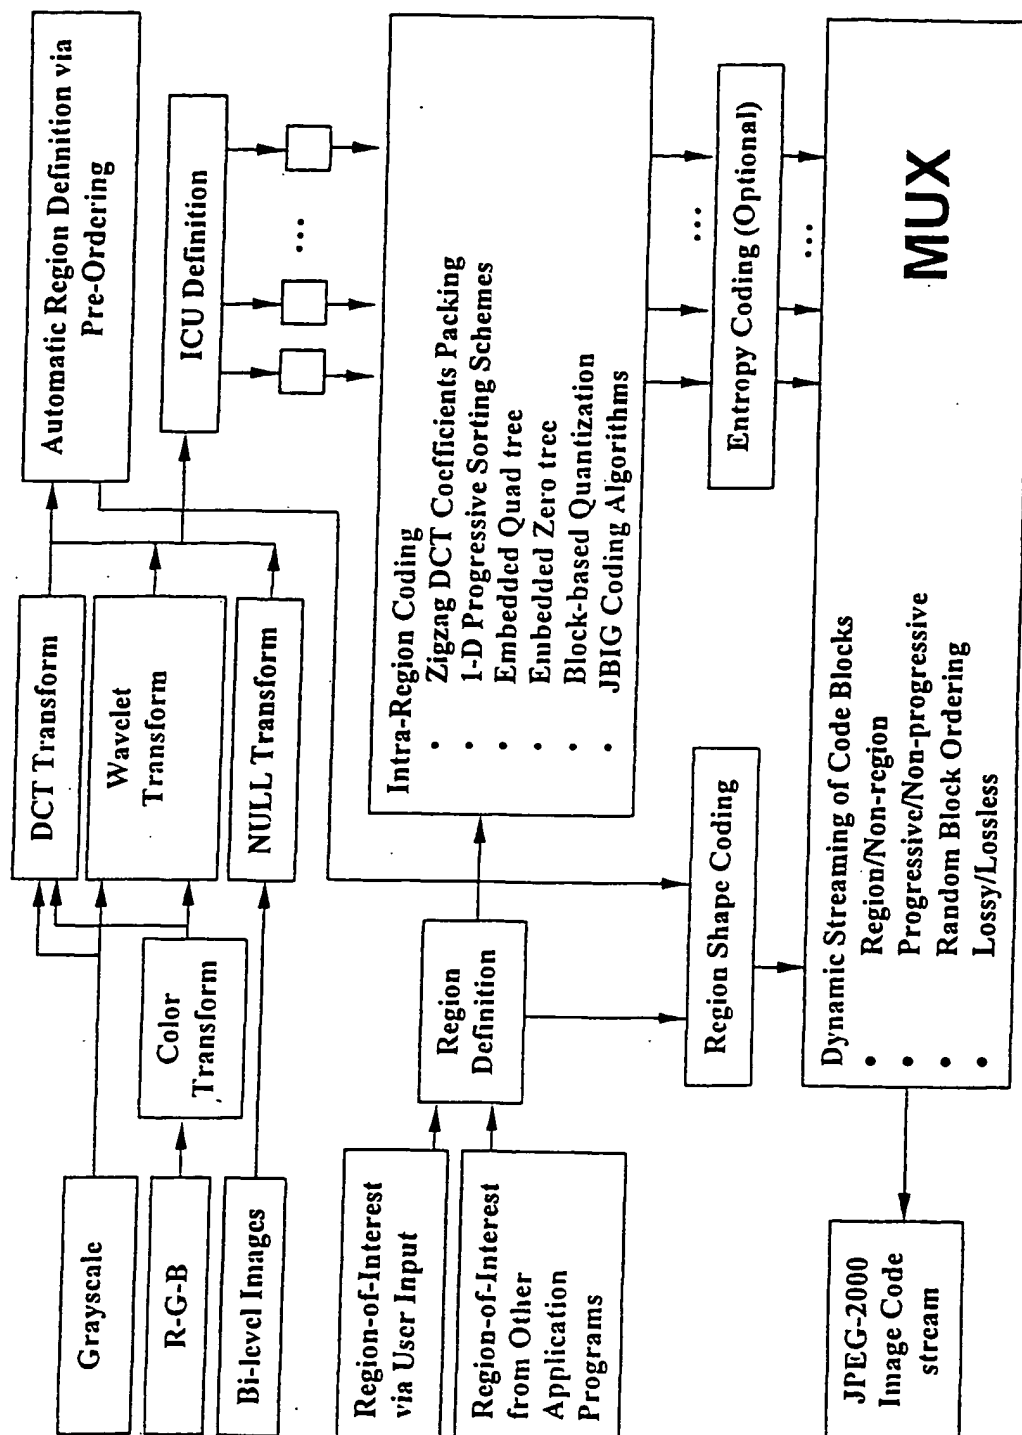 Grayscale
R-G-B
Bi-level Images
Color
Transform
DCT Transform
Wavelet
Transform
NULL Transform
Automatic Region Definition via
Pre-Ordering
ICU Definition
...
Region-of-Interest
via User Input
Region-of-Interest
from Other
Application
Programs
Region
Definition
Intra-Region Coding
• Zigzag DCT Coefficients Packing
• 1-D Progressive Sorting Schemes
• Embedded Quad tree
• Embedded Zero tree
• Block-based Quantization
• JBIG Coding Algorithms
...
Region Shape Coding
Entropy Coding (Optional)
...
Dynamic Streaming of Code Blocks
• Region/Non-region
• Progressive/Non-progressive
• Random Block Ordering
• Lossy/Lossless
MUX
JPEG-2000
Image Code
stream